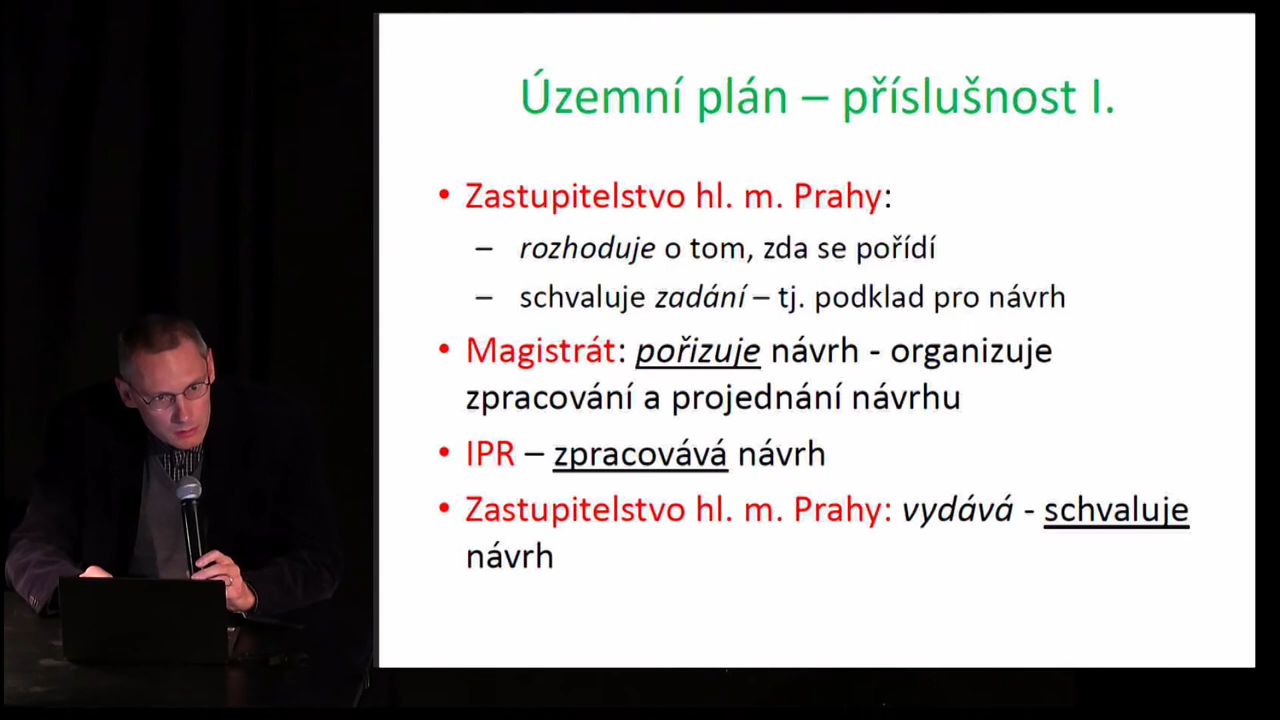 Územní plán – příslušnost I.
• Zastupitelstvo hl. m. Prahy:
– rozhoduje o tom, zda se pořídí
– schvaluje zadání – tj. podklad pro návrh
• Magistrát: pořizuje návrh - organizuje
zpracování a projednání návrhu
• IPR – zpracovává návrh
• Zastupitelstvo hl. m. Prahy: vydává - schvaluje
návrh